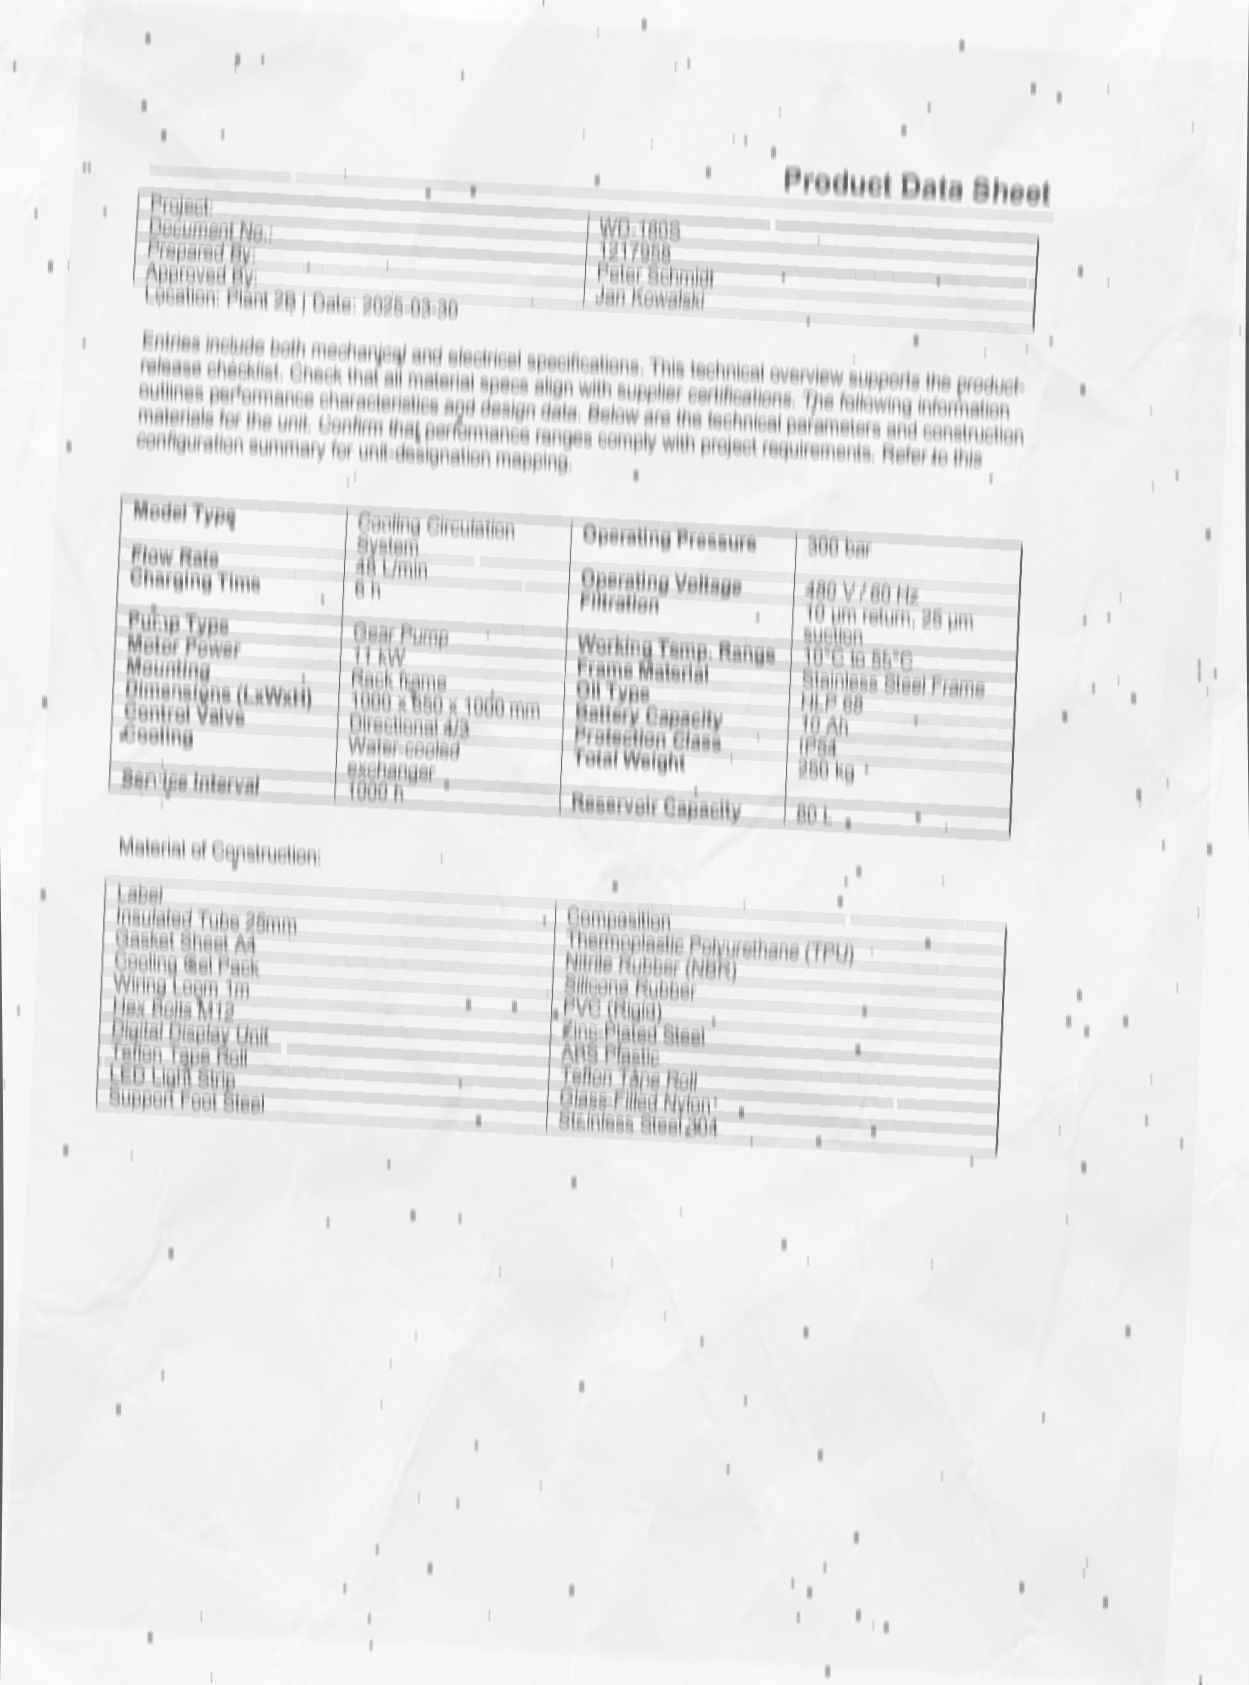 Product Data Sheet
Project: WD-180S
Document No.:
Prepared By: Peter Schmidt
Approved By: Jan Kowalski
Location: Plant 2B | Date: 2025-03-30
Entries include both mechanical and electrical specifications. This technical overview supports the product-
release checklist. Check that all material specs align with supplier certifications. The following information
outlines performance characteristics and design data. Below are the technical parameters and construction
materials for the unit. Confirm that performance ranges comply with project requirements. Refer to this
configuration summary for unit-designation mapping.
Model Type Cooling Circulation System Operating Pressure 300 bar
Flow Rate L/min Operating Voltage 480 V / 60 Hz
Charging Time 6 h Filtration 10 µm return, 25 µm suction
Pump Type Gear Pump Working Temp. Range 10°C to 55°C
Motor Power 11 kW Frame Material Stainless Steel Frame
Mounting Rack frame Oil Type HLP 68
Dimensions (LxWxH) 1000 x 650 x 1000 mm Battery Capacity 10 Ah
Control Valve Directional 4/3 Protection Class IP54
Cooling Water-cooled exchanger Total Weight 250 kg
Service Interval 1000 h Reservoir Capacity L
Material of Construction:
Label Composition
Insulated Tube 25mm Thermoplastic Polyurethane (TPU)
Gasket Sheet A4 Nitrile Rubber (NBR)
Cooling Gel Pack Silicone Rubber
Wiring Loom 1m PVC (Rigid)
Hex Bolts M12 Zinc-Plated Steel
Digital Display Unit ABS Plastic
Teflon Tape Roll Teflon Tape Roll
LED Light Strip Glass-Filled Nylon
Support Foot Steel Stainless Steel 304